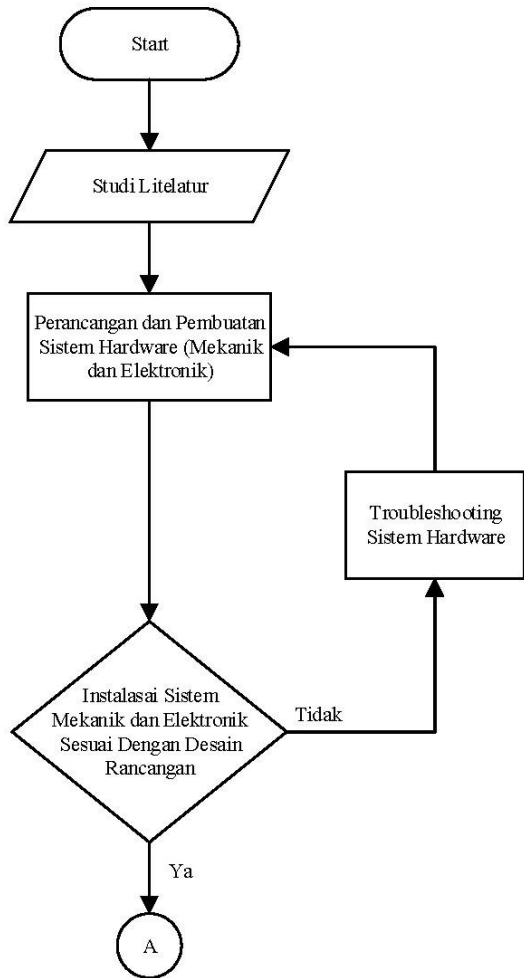 Start
Studi Litelatur
Perancangan dan Pembuatan
Sistem Hardware (Mekanik
dan Elektronik)
Troubleshooting
Sistem Hardware
Instalasai Sistem
Mekanik dan Elektronik
Sesuai Dengan Desain
Rancangan
Tidak
Ya
A